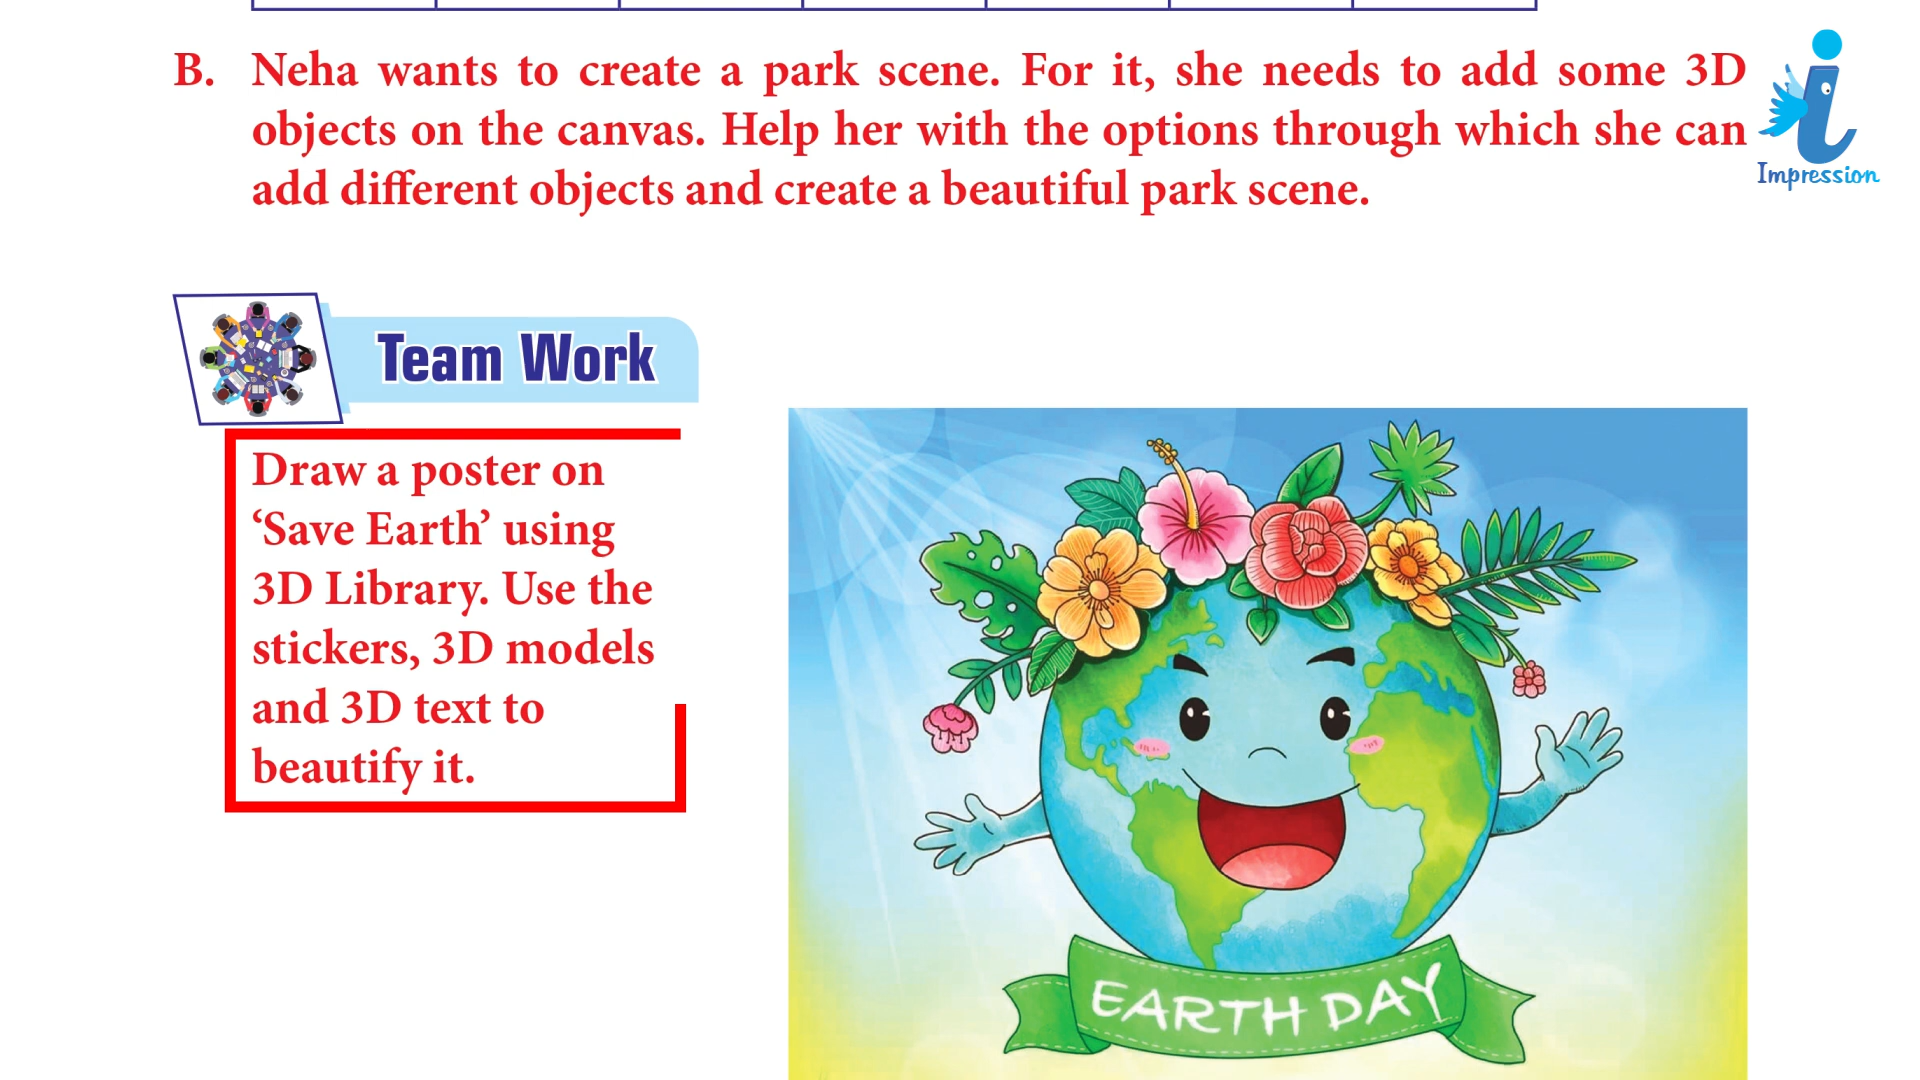 B. Neha wants to create a park scene. For it, she needs to add some 3D
objects on the canvas. Help her with the options through which she can
add different objects and create a beautiful park scene.
Impression
Team Work
Draw a poster on
‘Save Earth’ using
3D Library. Use the
stickers, 3D models
and 3D text to
beautify it.
EARTH DAY